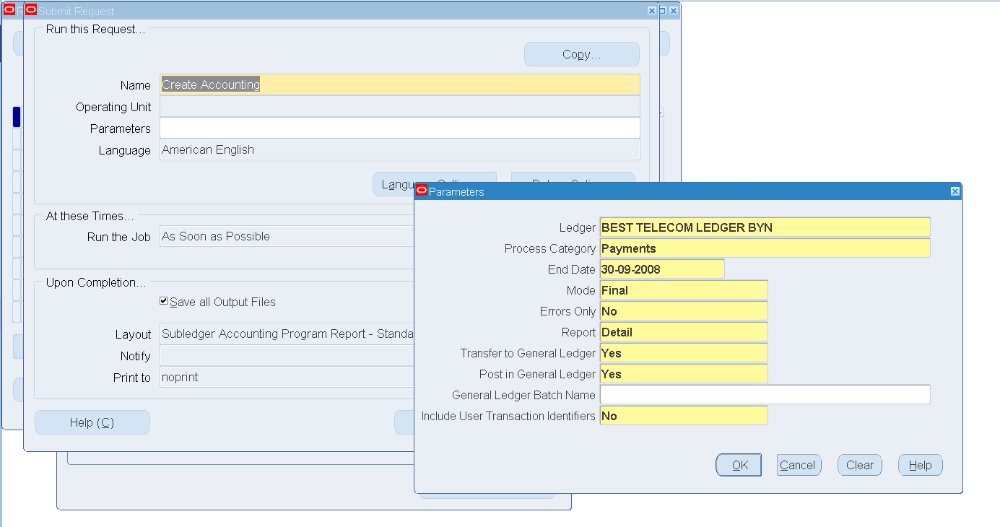 Submit Request
Run this Request...
Copy...
Name Create Accounting
Operating Unit
Parameters
Language American English
At these Times...
Run the Job As Soon as Possible
Upon Completion...
Save all Output Files
Layout Subledger Accounting Program Report - Standa
Notify
Print to noprint
Help (C)
Parameters
Ledger BEST TELECOM LEDGER BYN
Process Category Payments
End Date 30-09-2008
Mode Final
Errors Only No
Report Detail
Transfer to General Ledger Yes
Post in General Ledger Yes
General Ledger Batch Name
Include User Transaction Identifiers No
OK Cancel Clear Help